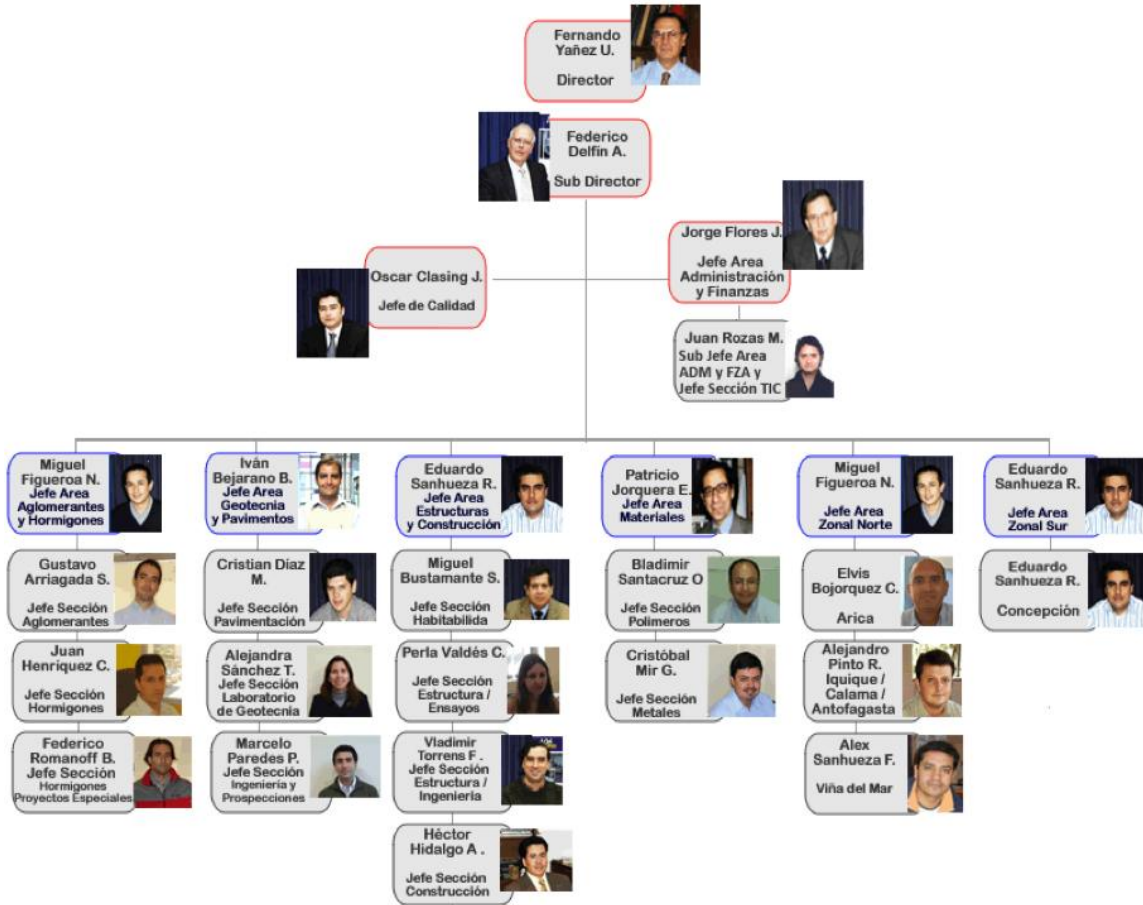 Fernando
Yañez U.
Director
Federico
Delfin A.
Sub Director
Oscar Clasing J.
Jefe de Calidad
Jorge Flores J.
Jefe Area
Administración
y Finanzas
Juan Rozas M.
Sub Jefe Area
ADM y FZA y
Jefe Sección TIC
Miguel
Figueroa N.
Jefe Area
Aglomerantes
y Hormigones
Iván
Bejarano B.
Jefe Area
Geotecnia
y Pavimentos
Eduardo
Sanhueza R.
Jefe Area
Estructuras
y Construcción
Patricio
Jorquera E.
Jefe Area
Materiales
Miguel
Figueroa N.
Jefe Area
Zonal Norte
Eduardo
Sanhueza R.
Jefe Area
Zonal Sur
Gustavo
Arriagada S.
Jefe Sección
Aglomerantes
Cristian Díaz
M.
Jefe Sección
Pavimentación
Miguel
Bustamante S.
Jefe Sección
Habitabilida
Bladimir
Santacruz O
Jefe Sección
Polimeros
Elvis
Bojorquez C.
Arica
Eduardo
Sanhueza R.
Concepción
Juan
Henríquez C.
Jefe Sección
Hormigones
Alejandra
Sánchez T.
Jefe Sección
Laboratorio
de Geotecnia
Perla Valdés C.
Jefe Sección
Estructura /
Ensayos
Cristóbal
Mir G.
Jefe Sección
Metales
Alejandro
Pinto R.
Iquique /
Calama /
Antofagasta
Federico
Romanoff B.
Jefe Sección
Hormigones
Proyectos Especiales
Marcelo
Paredes P.
Jefe Sección
Ingeniería y
Prospecciones
Vladimir
Torrens F .
Jefe Sección
Estructura /
Ingenieria
Alex
Sanhueza F.
Viña del Mar
Héctor
Hidalgo A .
Jefe Sección
Construcción